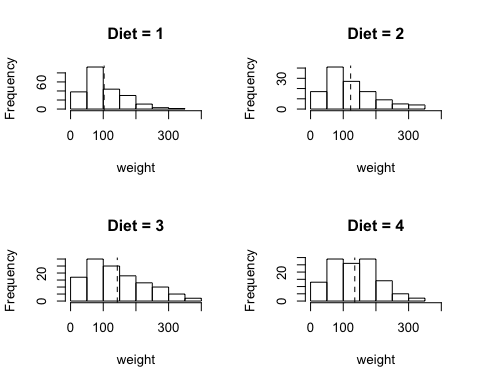 Diet = 1
Frequency
0 60
0 100 300
weight
Diet = 2
Frequency
0 30
0 100 300
weight
Diet = 3
Frequency
0 20
0 100 300
weight
Diet = 4
Frequency
0 20
0 100 300
weight